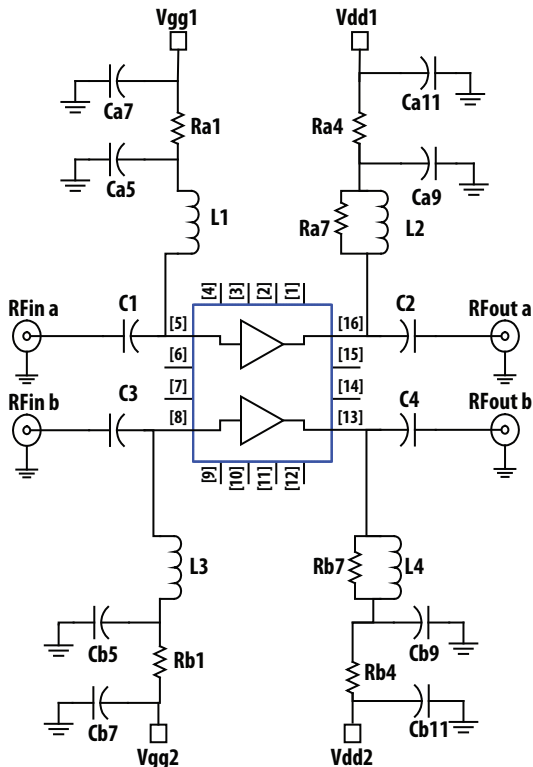 Vgg1 Vdd1
Ca7 Ca11
Ra1 Ra4
Ca5 Ca9
L1 Ra7 L2
[4] [3] [2] [1]
RFin a C1 [5] [16] C2 RFout a
[6] [15]
[7] [14]
RFin b C3 [8] [13] C4 RFout b
[9] [10] [11] [12]
L3 Rb7 L4
Cb5 Cb9
Rb1 Rb4
Cb7 Cb11
Vgg2 Vdd2